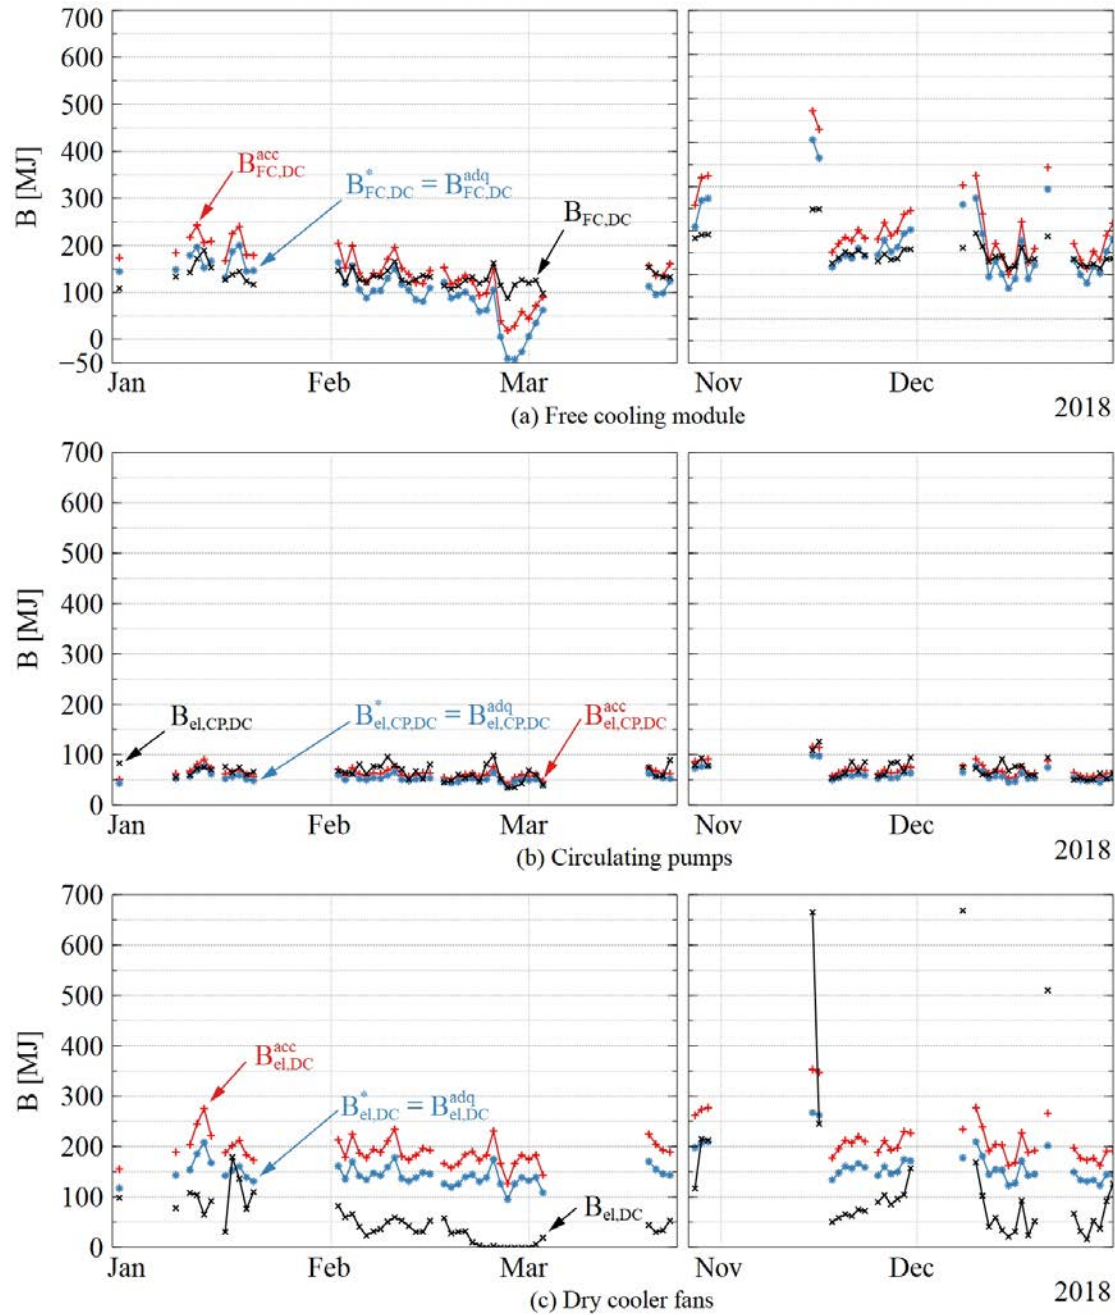 700
600
500
400
300
200
100
0
−50
B [MJ]
B^acc_FC,DC
B^*_FC,DC = B^adq_FC,DC
B_FC,DC
Jan Feb Mar Nov Dec
(a) Free cooling module 2018
700
600
500
400
300
200
100
0
B [MJ]
B_el,CP,DC
B^*_el,CP,DC = B^adq_el,CP,DC
B^acc_el,CP,DC
Jan Feb Mar Nov Dec
(b) Circulating pumps 2018
700
600
500
400
300
200
100
0
B [MJ]
B^acc_el,DC
B^*_el,DC = B^adq_el,DC
B_el,DC
Jan Feb Mar Nov Dec
(c) Dry cooler fans 2018